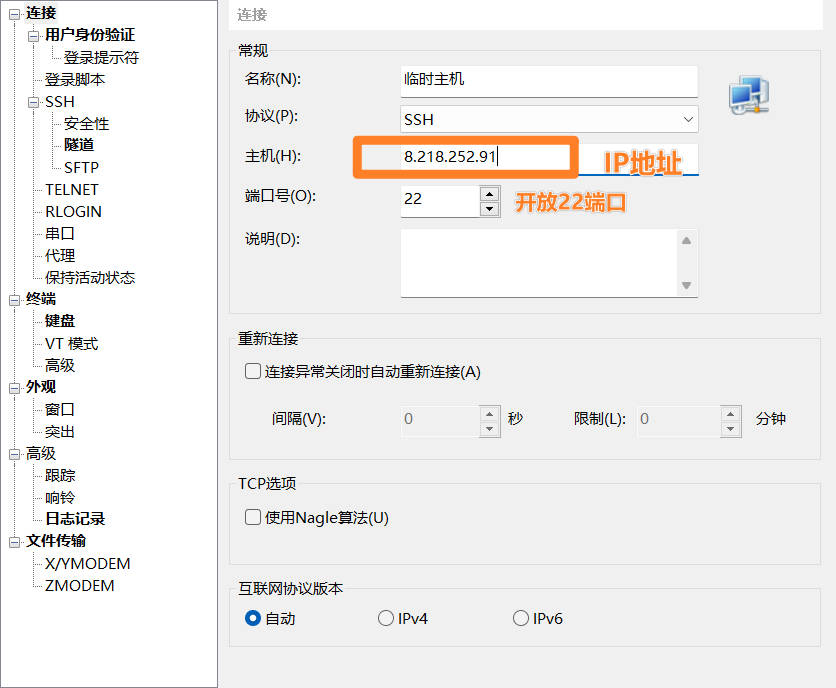 连接
用户身份验证
登录提示符
登录脚本
SSH
安全性
隧道
SFTP
TELNET
RLOGIN
串口
代理
保持活动状态
终端
键盘
VT 模式
高级
外观
窗口
突出
高级
跟踪
响铃
日志记录
文件传输
X/YMODEM
ZMODEM
连接
常规
名称(N): 临时主机
协议(P): SSH
主机(H): 8.218.252.91 IP地址
端口号(O): 22 开放22端口
说明(D):
重新连接
连接异常关闭时自动重新连接(A)
间隔(V): 0 秒 限制(L): 0 分钟
TCP选项
使用Nagle算法(U)
互联网协议版本
自动 IPv4 IPv6